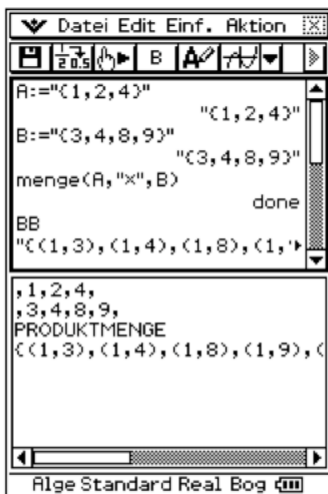 Datei Edit Einf. Aktion
B
A:="{1,2,4}"
"{1,2,4}"
B:="{3,4,8,9}"
"{3,4,8,9}"
menge(A,"×",B)
done
BB
"{(1,3),(1,4),(1,8),(1,
,1,2,4,
,3,4,8,9,
PRODUKTMENGE
{(1,3),(1,4),(1,8),(1,9),(
Alge Standard Real Bog